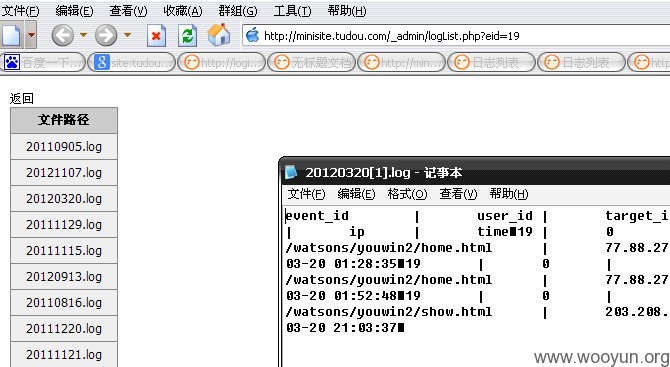 文件(F) 编辑(E) 查看(V) 收藏(A) 群组(G) 工具(T) 帮助(H)
http://minisite.tudou.com/_admin/logList.php?eid=19
百度一下... site:tudou... http://logi... 无标题文档 http://min... 日志列表 日志列表 http
返回
文件路径
20110905.log
20121107.log
20120320.log
20111129.log
20111115.log
20120913.log
20110816.log
20111220.log
20111121.log
20120320[1].log - 记事本
文件(F) 编辑(E) 格式(O) 查看(V) 帮助(H)
event_id | user_id | target_i
| ip | time■19 | 0
/watsons/youwin2/home.html | 77.88.27
03-20 01:28:35■19 | 0 |
/watsons/youwin2/home.html | 77.88.27
03-20 01:52:48■19 | 0 |
/watsons/youwin2/show.html | 203.208.
03-20 21:03:37■
www.wooyun.org